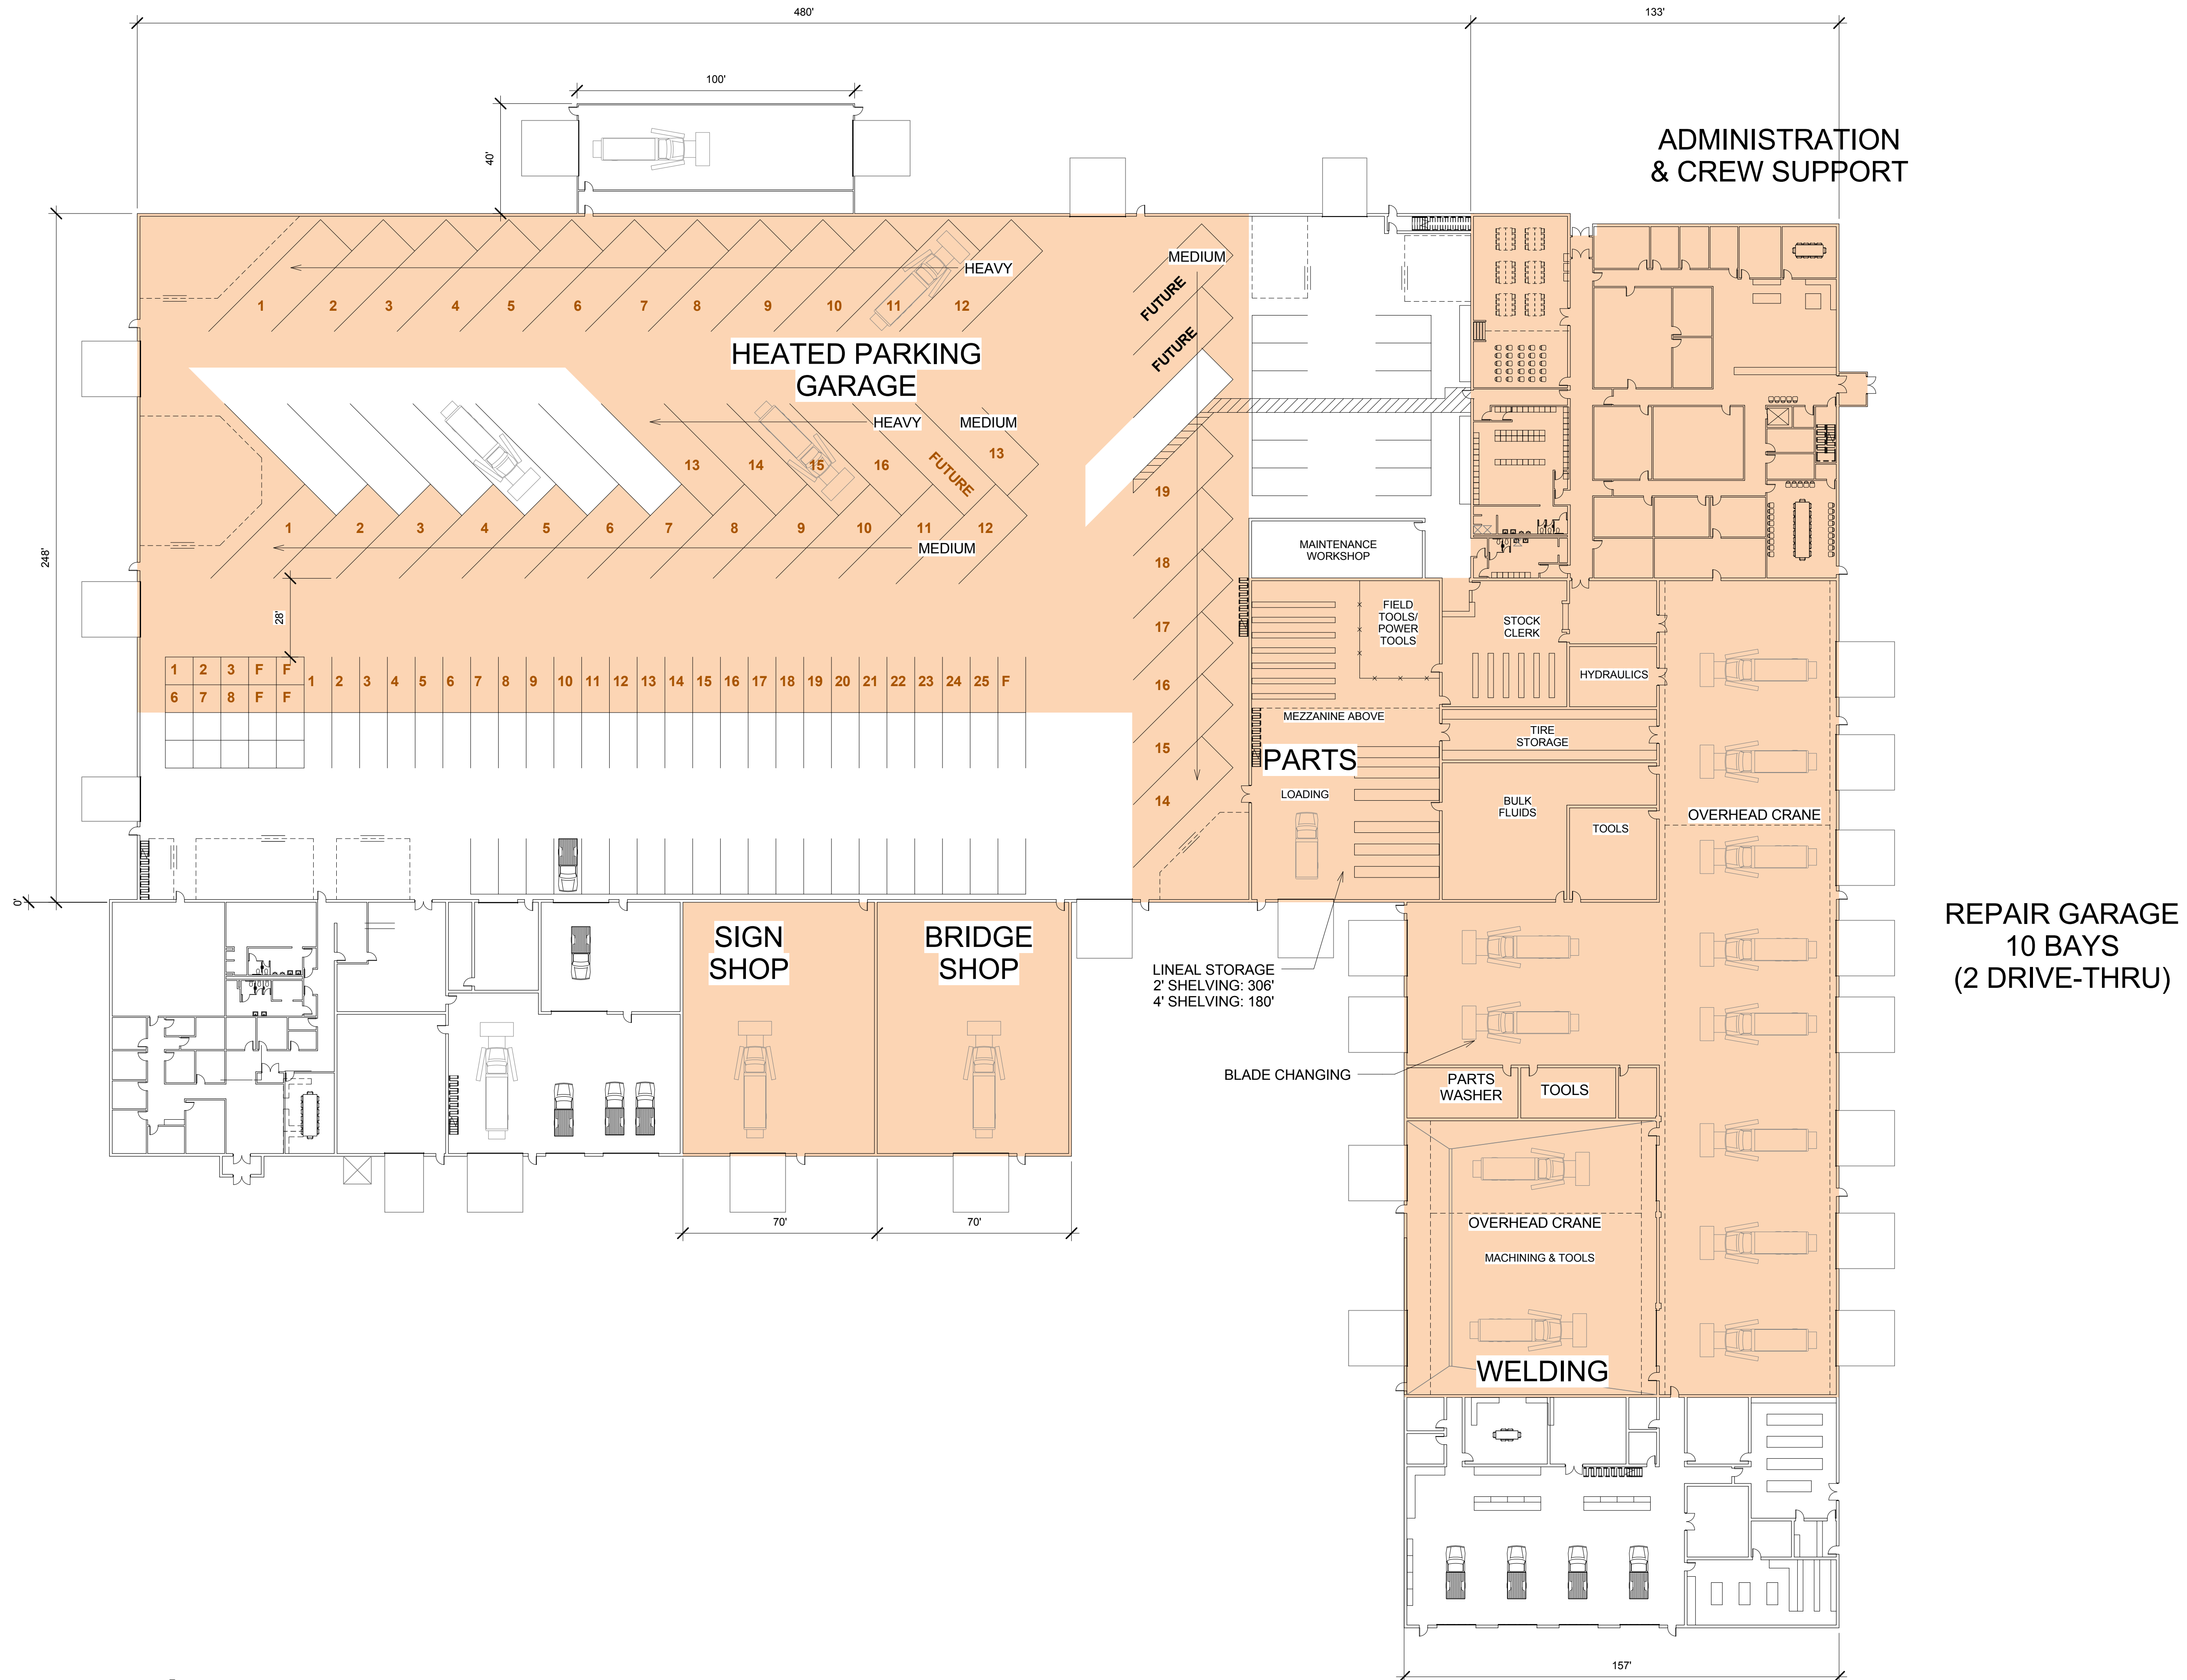 480'
133'
100'
40'
ADMINISTRATION
& CREW SUPPORT
MEDIUM
HEAVY
FUTURE
1 2 3 4 5 6 7 8 9 10 11 12
FUTURE
HEATED PARKING
GARAGE
HEAVY
MEDIUM
13 14 15 16
FUTURE
13
19
1 2 3 4 5 6 7 8 9 10 11 12
MEDIUM
248'
MAINTENANCE
WORKSHOP
18
28'
FIELD
TOOLS/
POWER
TOOLS
STOCK
CLERK
17
1 2 3 F F
6 7 8 F F
1 2 3 4 5 6 7 8 9 10 11 12 13 14 15 16 17 18 19 20 21 22 23 24 25 F
16
HYDRAULICS
MEZZANINE ABOVE
TIRE
STORAGE
15
PARTS
14
LOADING
BULK
FLUIDS
TOOLS
OVERHEAD CRANE
0'
SIGN
SHOP
BRIDGE
SHOP
REPAIR GARAGE
10 BAYS
(2 DRIVE-THRU)
LINEAL STORAGE
2' SHELVING: 306'
4' SHELVING: 180'
BLADE CHANGING
PARTS
WASHER
TOOLS
70'
70'
OVERHEAD CRANE
MACHINING & TOOLS
WELDING
157'